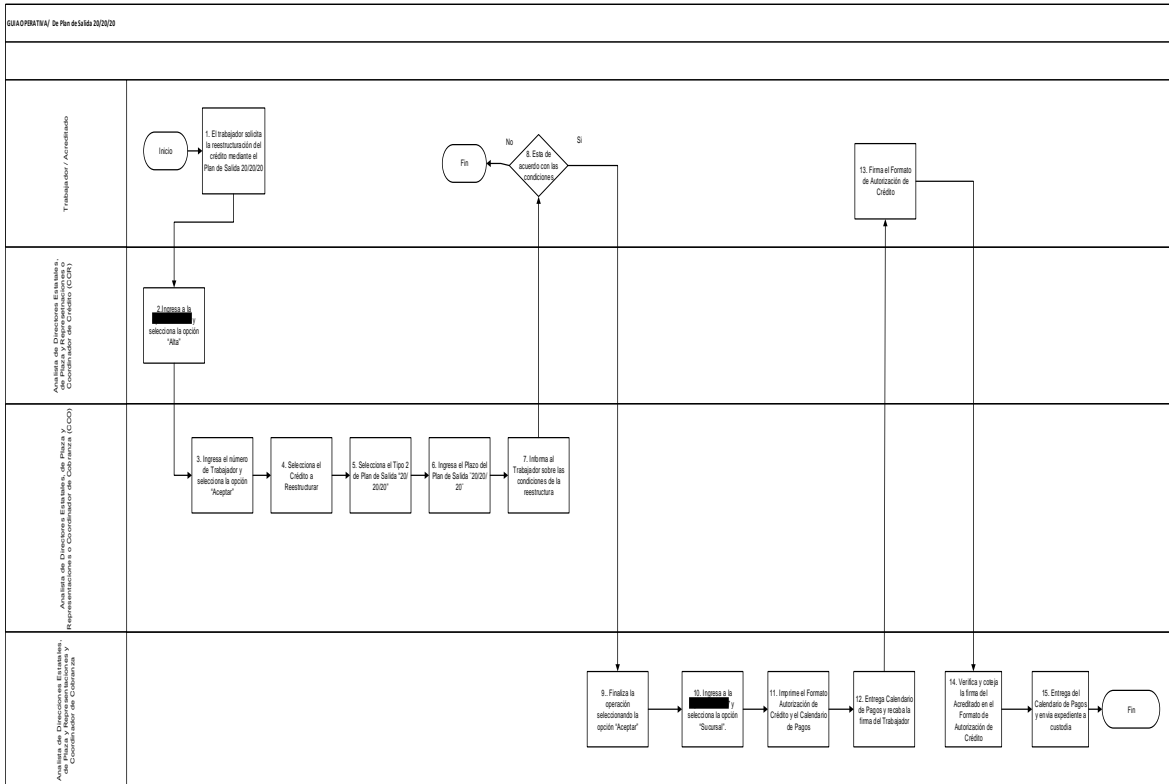 GUIA OPERATIVA/ De Plan de Salida 20/20/20
Trabajador / Acreditado
Inicio
1. El trabajador solicita
la reestructuración del
crédito mediante el
Plan de Salida 20/20/20
Fin
No
8. Esta de
acuerdo con las
condiciones
Si
13. Firma el Formato
de Autorización de
Crédito
Analista de Directores Estatales,
de Plaza y Represetnaciones o
Coordinador de Crédito (CCR)
2.Ingresa a la
y
selecciona la opción
"Alta"
Analista de Directores Estatales, de Plaza y
Representaciones o Coordinador de Cobranza (CCO)
3. Ingresa el número
de Trabajador y
selecciona la opción
"Aceptar"
4. Selecciona el
Crédito a
Reestructurar
5. Selecciona el Tipo 2
de Plan de Salida "20/
20/20"
6. Ingresa el Plazo del
Plan de Salida "20/20/
20"
7. Informa al
Trabajador sobre las
condiciones de la
reestructura
Analista de Direcciones Estatales,
de Plaza y Representaciones y
Coordinador de Cobranza
9.. Finaliza la
operación
seleccionando la
opción "Aceptar"
10. Ingresa a la
y
selecciona la opción
"Sucursal".
11. Imprime el Formato
Autorización de
Crédito y el Calendario
de Pagos
12. Entrega Calendario
de Pagos y recaba la
firma del Trabajador
14. Verifica y coteja
la firma del
Acreditado en el
Formato de
Autorización de
Crédito
15. Entrega del
Calendario de Pagos y
envía expediente a
custodia
Fin